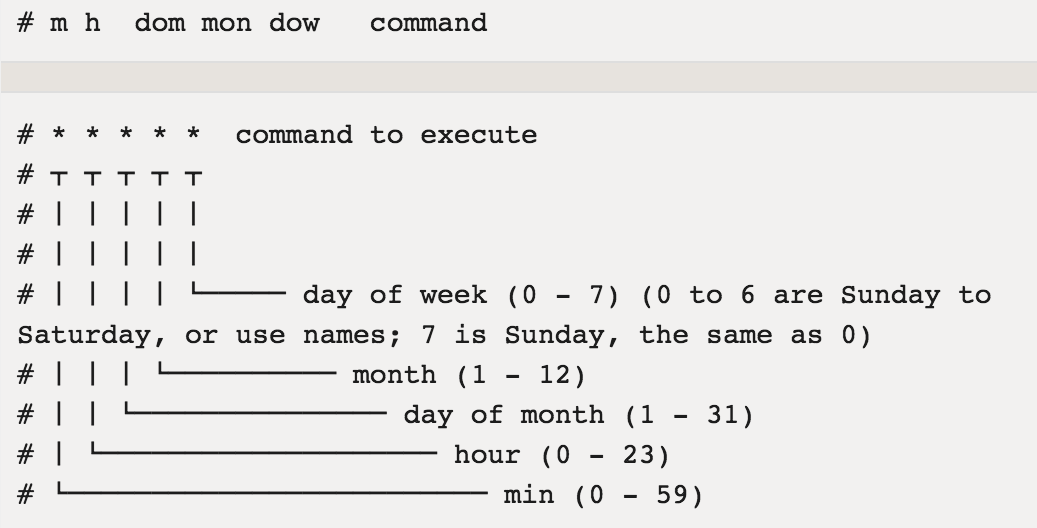 # m h  dom mon dow   command
# * * * * *  command to execute
# ┬ ┬ ┬ ┬ ┬
# │ │ │ │ │
# │ │ │ │ │
# │ │ │ │ └───── day of week (0 - 7) (0 to 6 are Sunday to
Saturday, or use names; 7 is Sunday, the same as 0)
# │ │ │ └────────── month (1 - 12)
# │ │ └─────────────── day of month (1 - 31)
# │ └──────────────────── hour (0 - 23)
# └───────────────────────── min (0 - 59)